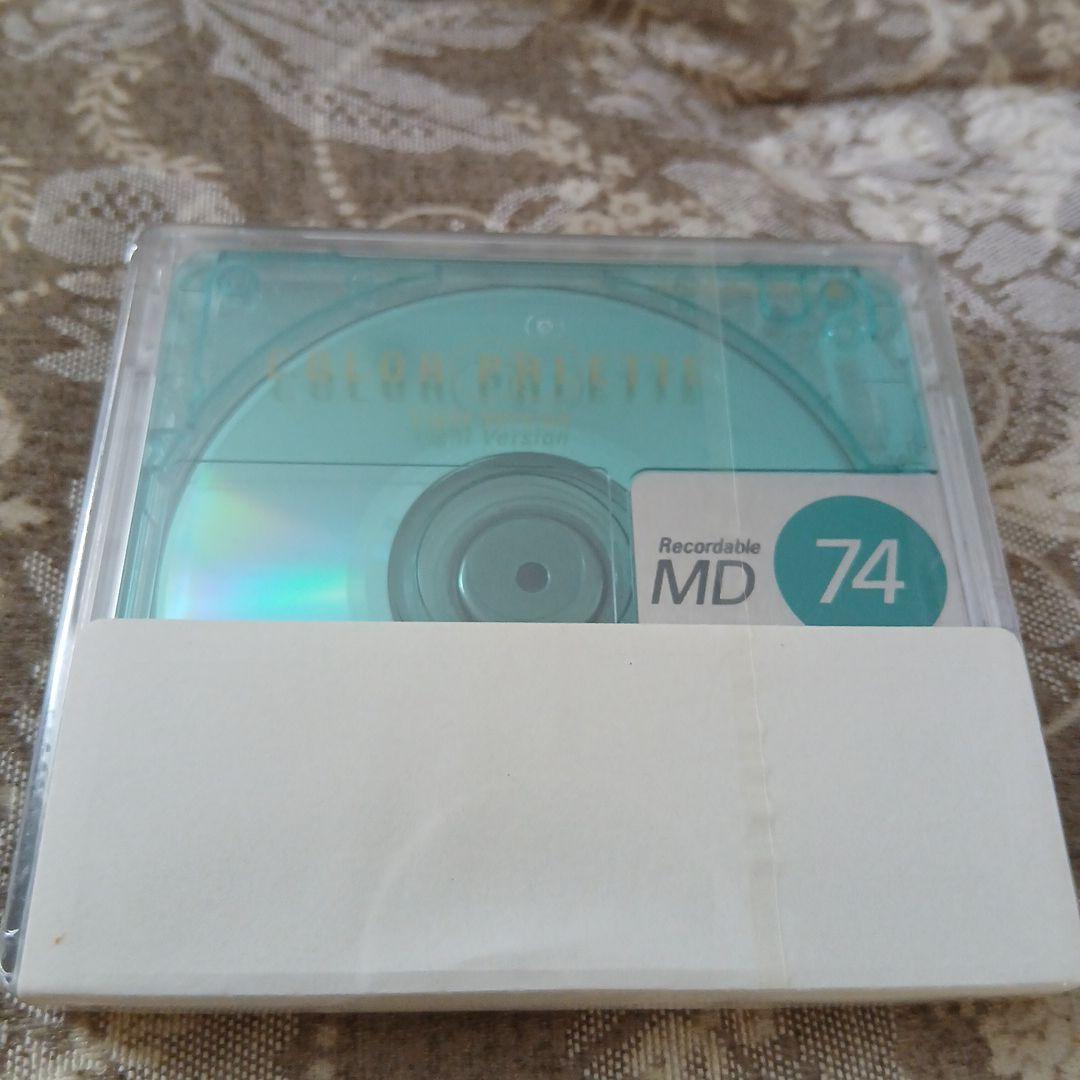 COLOR PALETTE
Light Version
Recordable
MD
74